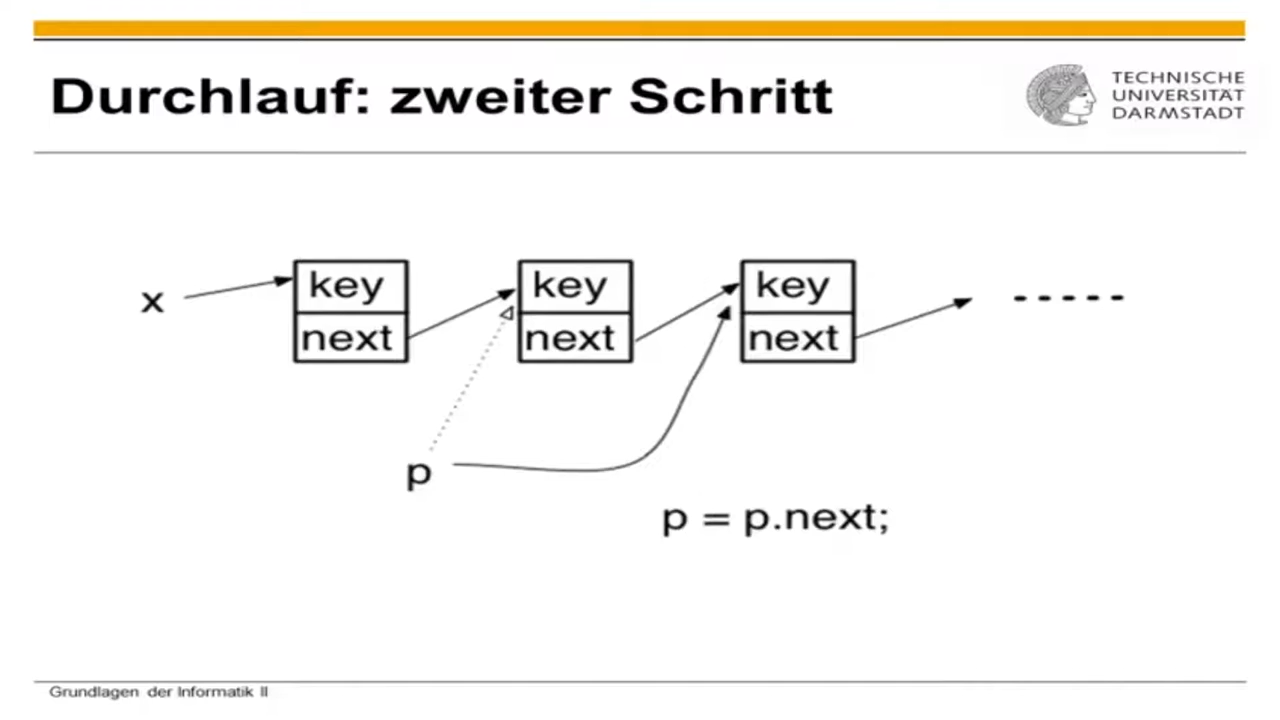 Durchlauf: zweiter Schritt
TECHNISCHE
UNIVERSITÄT
DARMSTADT
x
key
next
key
next
key
next
p
p = p.next;
Grundlagen der Informatik II